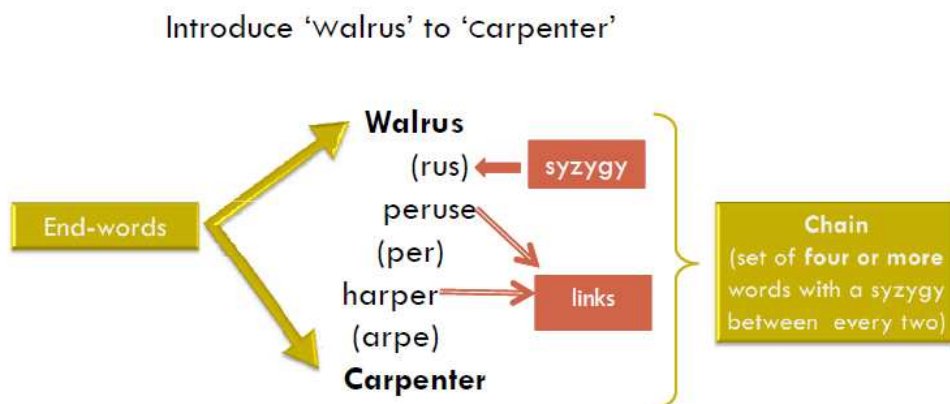 Introduce ‘Walrus’ to ‘Carpenter’
Walrus
(rus)
syzygy
End-words
peruse
(per)
harper
links
(arpe)
Carpenter
Chain
(set of four or more
words with a syzygy
between every two)